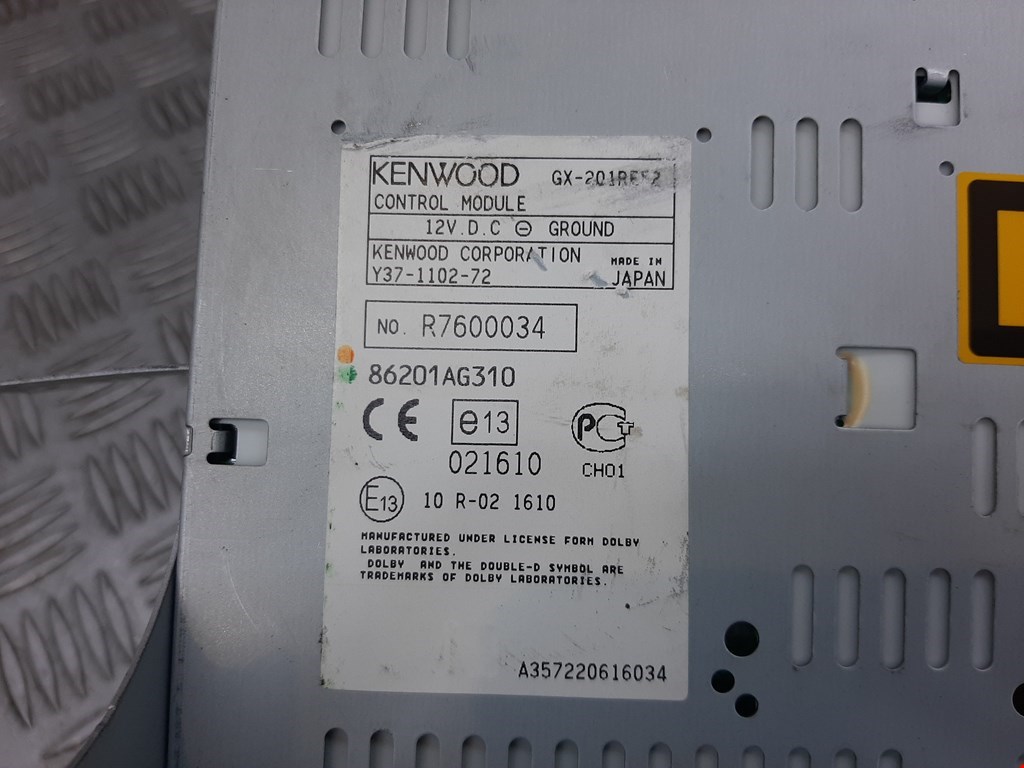 KENWOOD
CONTROL MODULE
12V.D.C ⊖ GROUND
KENWOOD CORPORATION MADE IN
Y37-1102-72 JAPAN
NO. R7600034
86201AG310
CE e13 PCT
021610 CH01
E13 10 R-02 1610
MANUFACTURED UNDER LICENSE FORM DOLBY
LABORATORIES.
DOLBY AND THE DOUBLE-D SYMBOL ARE
TRADEMARKS OF DOLBY LABORATORIES.
A357220616034